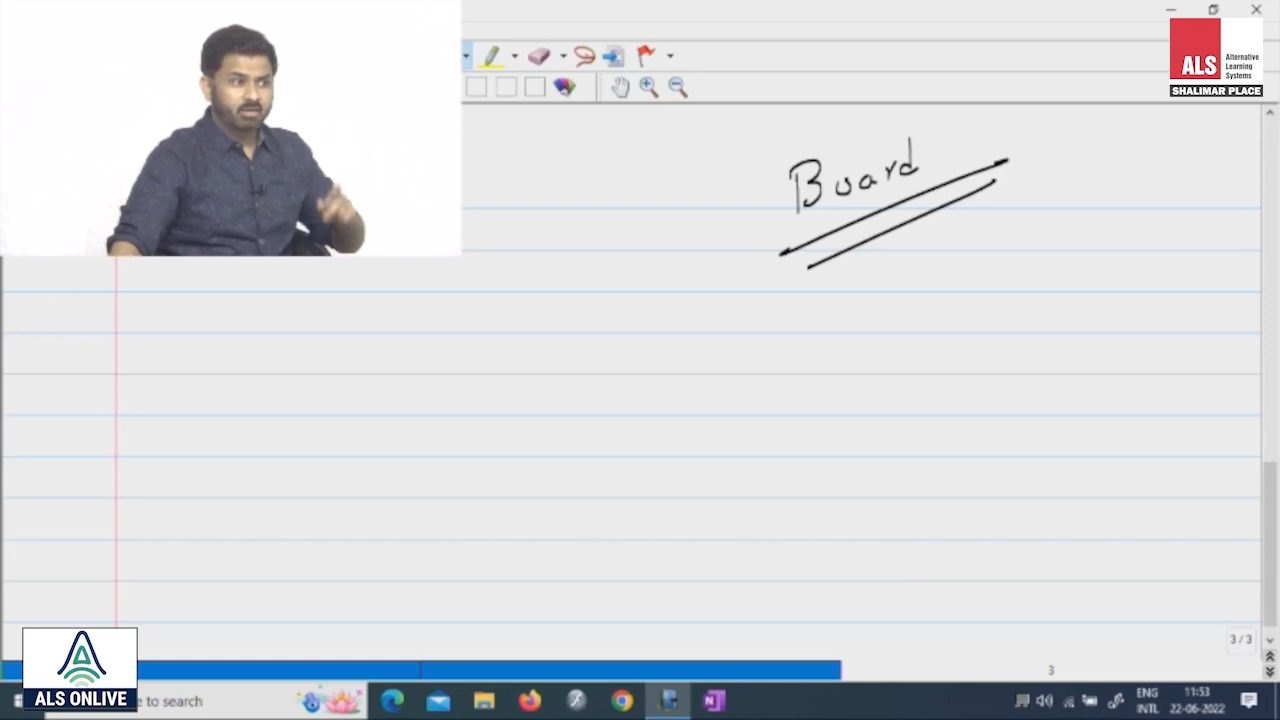 ALS
Alternative
Learning
Systems
SHALIMAR PLACE
Board
3 / 3
3
ALS ONLIVE
e to search
ENG
INTL
11:53
22-06-2022